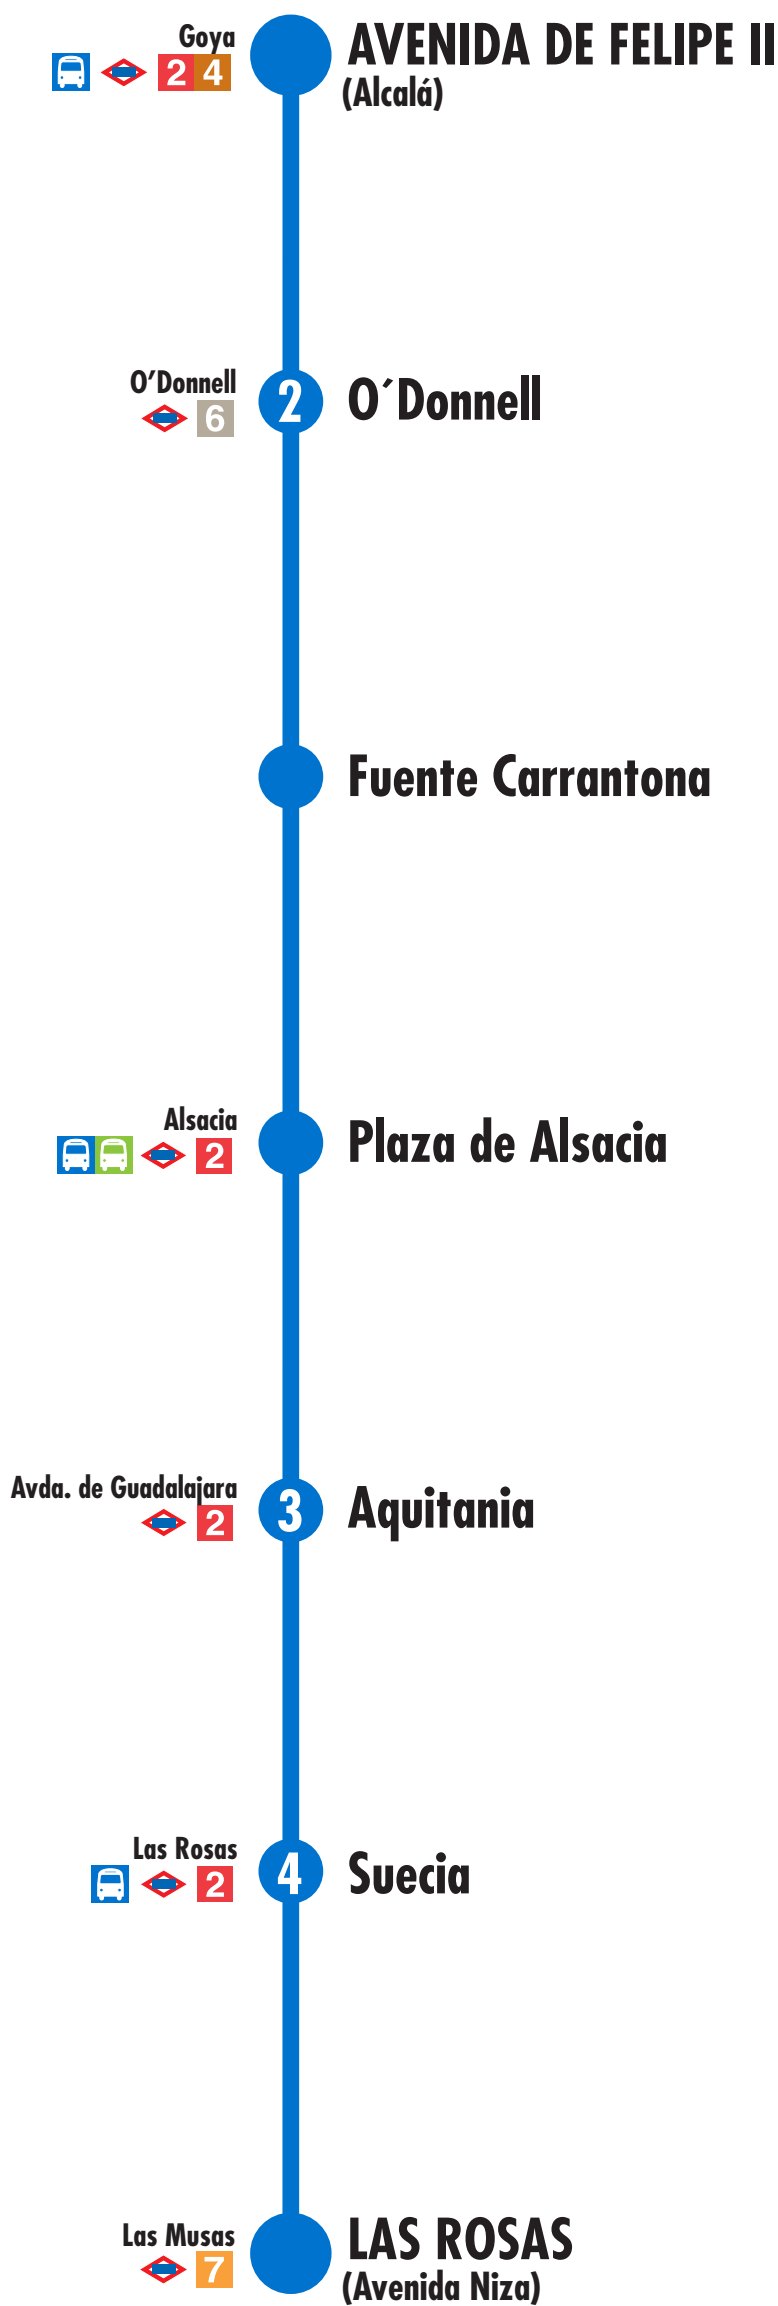 Goya
2 4
AVENIDA DE FELIPE II
(Alcalá)
O'Donnell
6
2
O´Donnell
Fuente Carrantona
Alsacia
2
Plaza de Alsacia
Avda. de Guadalajara
2
3
Aquitania
Las Rosas
2
4
Suecia
Las Musas
7
LAS ROSAS
(Avenida Niza)